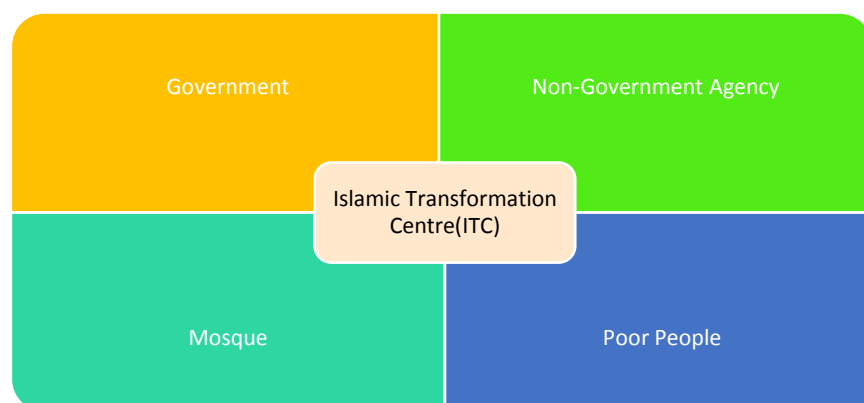 Government
Non-Government Agency
Islamic Transformation
Centre(ITC)
Mosque
Poor People